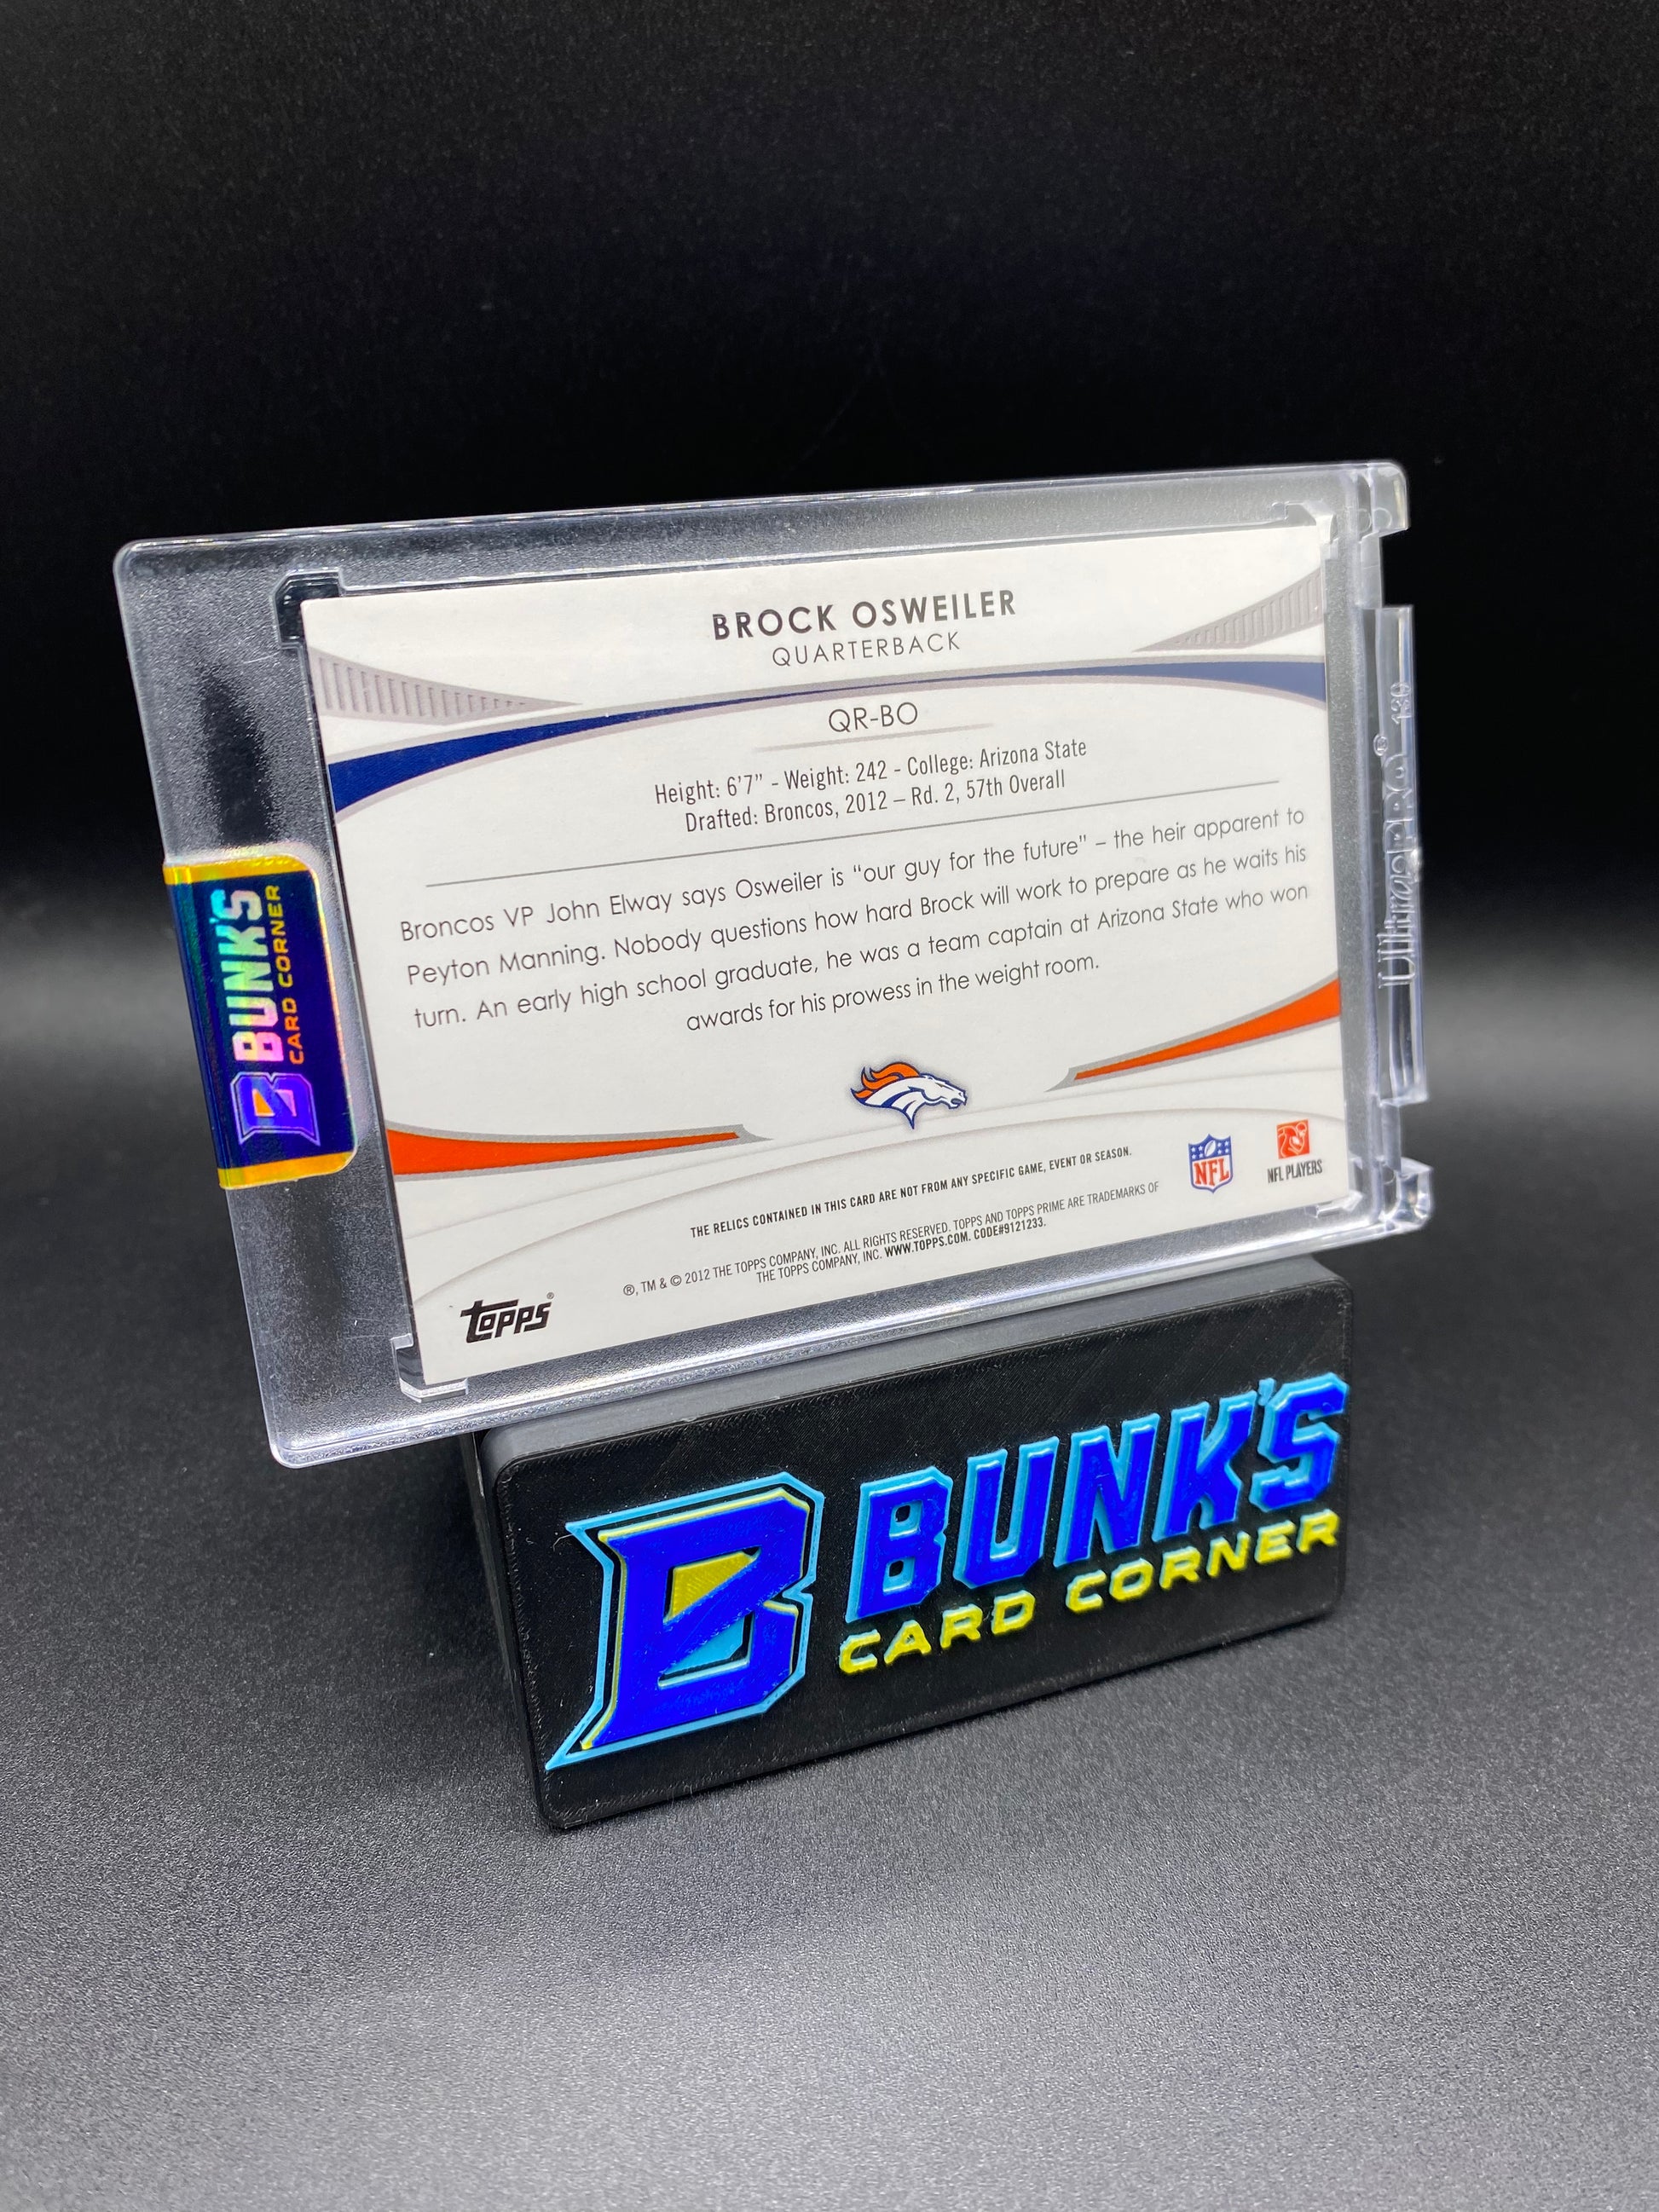 BROCK OSWEILER
QUARTERBACK
QR-BO
Height: 6'7" - Weight: 242 - College: Arizona State
Drafted: Broncos, 2012 – Rd. 2, 57th Overall
Broncos VP John Elway says Osweiler is "our guy for the future" – the heir apparent to
Peyton Manning. Nobody questions how hard Brock will work to prepare as he waits his
turn. An early high school graduate, he was a team captain at Arizona State who won
awards for his prowess in the weight room.
THE RELICS CONTAINED IN THIS CARD ARE NOT FROM ANY SPECIFIC GAME, EVENT OR SEASON.
®, TM & © 2012 THE TOPPS COMPANY, INC. ALL RIGHTS RESERVED. TOPPS AND TOPPS PRIME ARE TRADEMARKS OF
THE TOPPS COMPANY, INC. WWW.TOPPS.COM. CODE#9121233.
NFL
NFL PLAYERS
TOPPS®
B BUNK'S
CARD CORNER
UltraPRO® 130
B BUNK'S
CARD CORNER